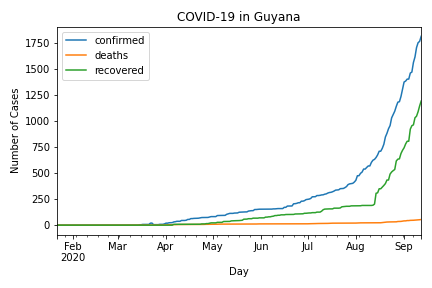 COVID-19 in Guyana
confirmed
deaths
recovered
Number of Cases
1750
1500
1250
1000
750
500
250
0
Feb Mar Apr May Jun Jul Aug Sep
2020
Day